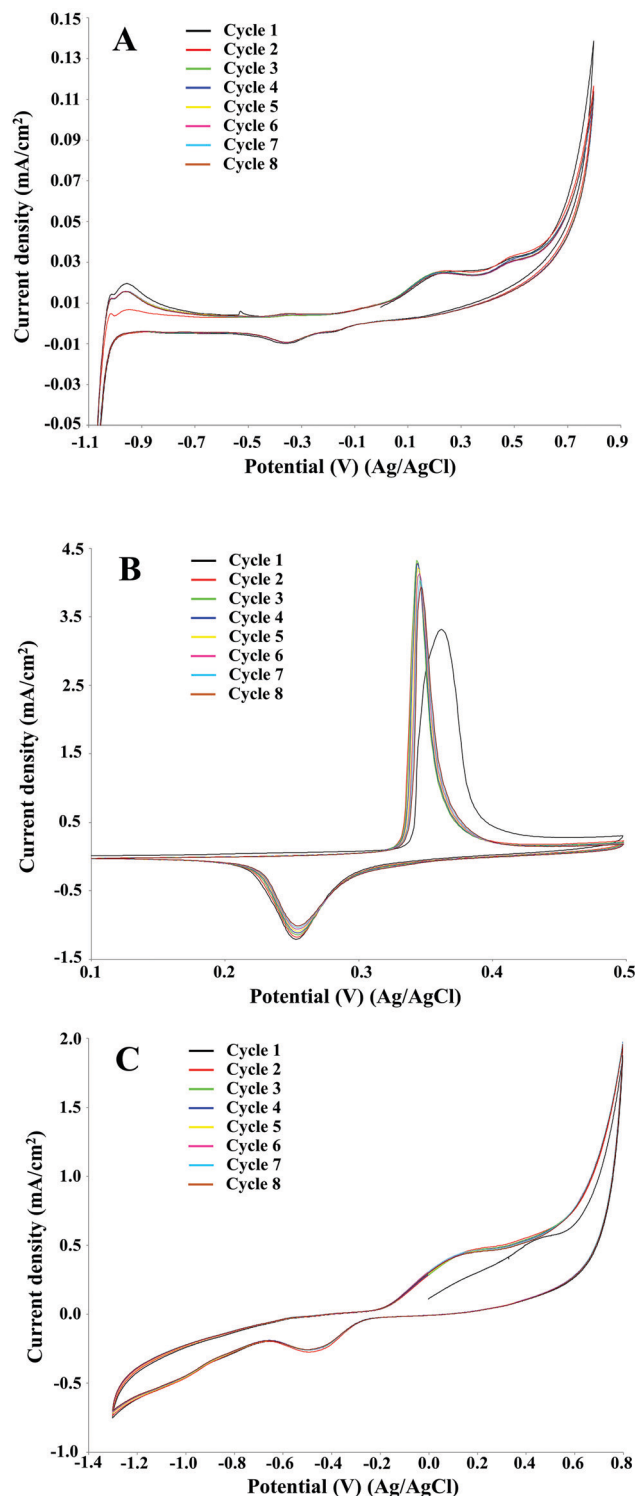 A
Cycle 1
Cycle 2
Cycle 3
Cycle 4
Cycle 5
Cycle 6
Cycle 7
Cycle 8
0.15
0.13
0.11
0.09
0.07
0.05
0.03
0.01
-0.01
-0.03
-0.05
Current density (mA/cm²)
-1.1 -0.9 -0.7 -0.5 -0.3 -0.1 0.1 0.3 0.5 0.7 0.9
Potential (V) (Ag/AgCl)
B
Cycle 1
Cycle 2
Cycle 3
Cycle 4
Cycle 5
Cycle 6
Cycle 7
Cycle 8
4.5
3.5
2.5
1.5
0.5
-0.5
-1.5
Current density (mA/cm²)
0.1 0.2 0.3 0.4 0.5
Potential (V) (Ag/AgCl)
C
Cycle 1
Cycle 2
Cycle 3
Cycle 4
Cycle 5
Cycle 6
Cycle 7
Cycle 8
2.0
1.5
1.0
0.5
0.0
-0.5
-1.0
Current density (mA/cm²)
-1.4 -1.2 -1.0 -0.8 -0.6 -0.4 -0.2 0.0 0.2 0.4 0.6 0.8
Potential (V) (Ag/AgCl)